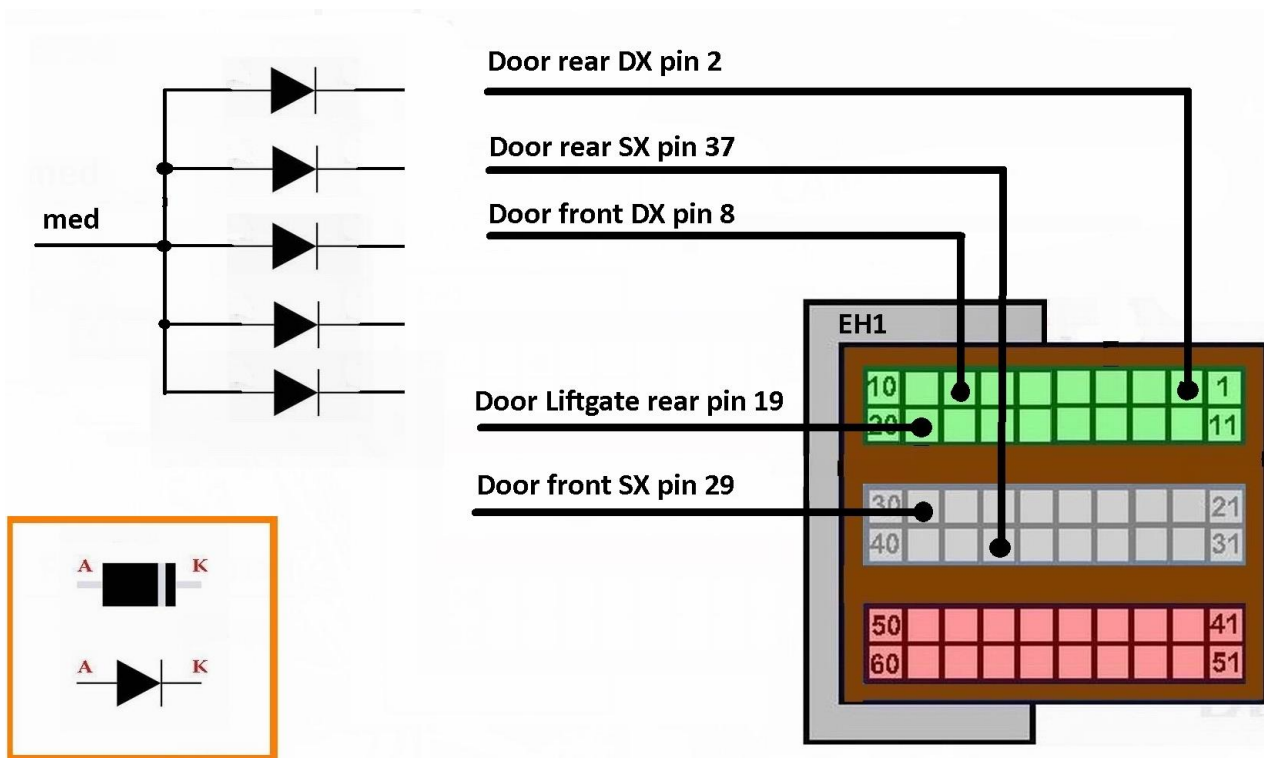 Door rear DX pin 2
Door rear SX pin 37
Door front DX pin 8
med
EH1
10 1
20 11
Door Liftgate rear pin 19
Door front SX pin 29
30 21
40 31
50 41
60 51
A K
A K